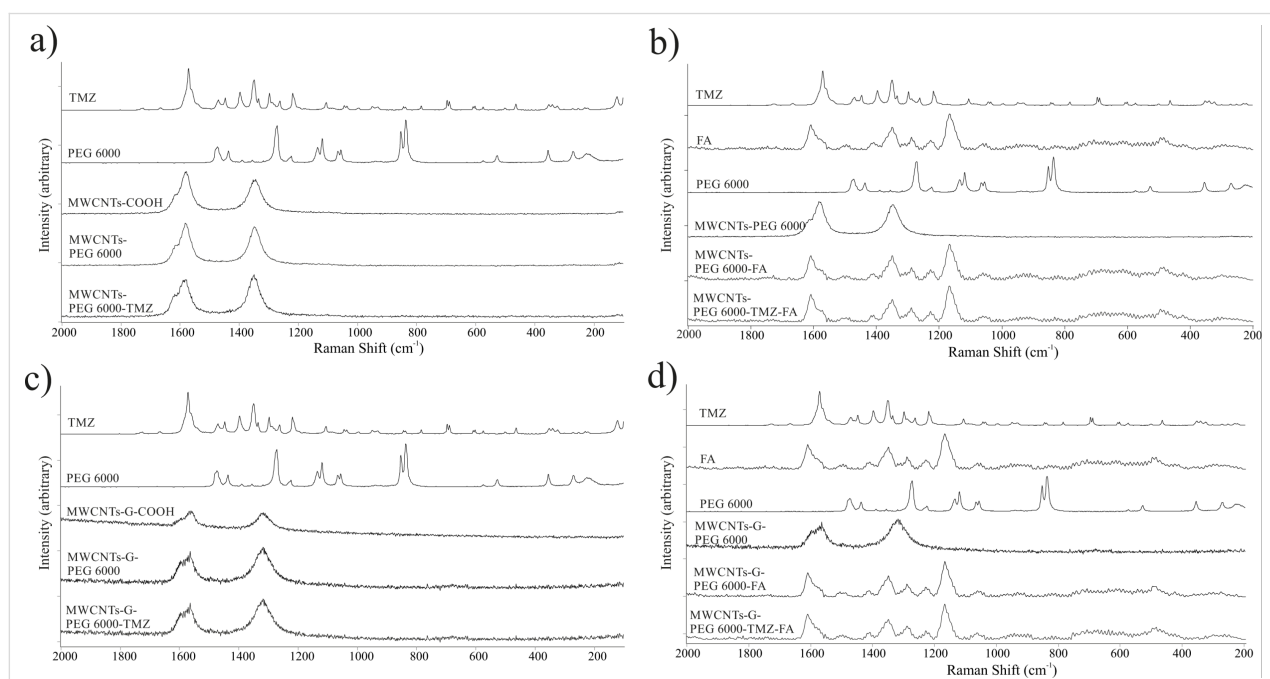 a)
TMZ
PEG 6000
MWCNTs-COOH
MWCNTs-
PEG 6000
MWCNTs-
PEG 6000-TMZ
Intensity (arbitrary)
2000 1600 1400 1200 1000 800 600 400 200
Raman Shift (cm⁻¹)
b)
TMZ
FA
PEG 6000
MWCNTs-PEG 6000
MWCNTs-
PEG 6000-FA
MWCNTs-
PEG 6000-TMZ-FA
Intensity (arbitrary)
2000 1600 1400 1200 1000 800 600 400 200
Raman Shift (cm⁻¹)
c)
TMZ
PEG 6000
MWCNTs-G-COOH
MWCNTs-G-
PEG 6000
MWCNTs-G-
PEG 6000-TMZ
Intensity (arbitrary)
2000 1600 1400 1200 1000 800 600 400 200
Raman Shift (cm⁻¹)
d)
TMZ
FA
PEG 6000
MWCNTs-G-
PEG 6000
MWCNTs-G-
PEG 6000-FA
MWCNTs-G-
PEG 6000-TMZ-FA
Intensity (arbitrary)
2000 1600 1400 1200 1000 800 600 400 200
Raman Shift (cm⁻¹)